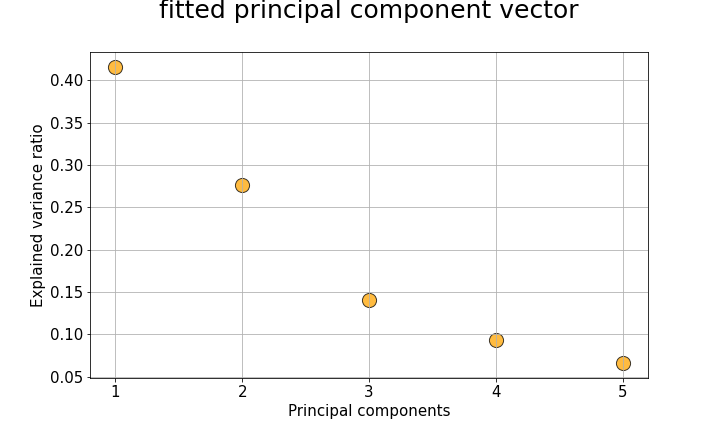 fitted principal component vector
Explained variance ratio
0.40
0.35
0.30
0.25
0.20
0.15
0.10
0.05
1 2 3 4 5
Principal components